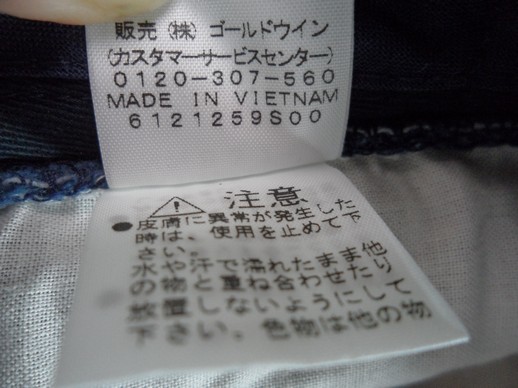 販売 (株) ゴールドウイン
(カスタマーサービスセンター)
0120-307-560
MADE IN VIETNAM
6121259S00
注意
●皮膚に異常が発生した
時は、使用を止めて下
さい。
水や汗で濡れたまま他
の物と重ね合わせたり
放置しないようにして
下さい。色物は他の物